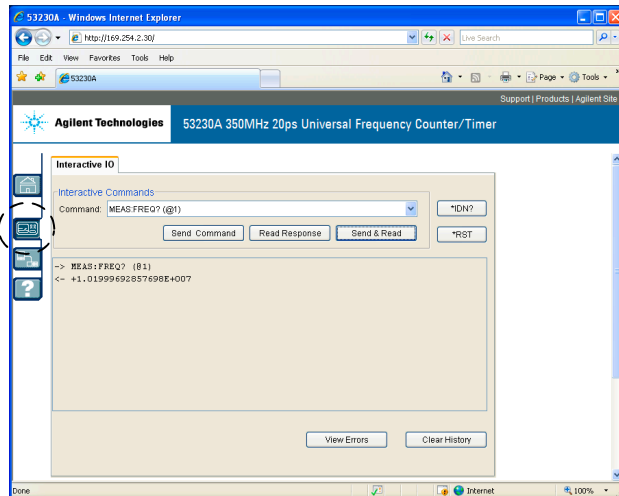 53230A - Windows Internet Explorer
http://169.254.2.30/
Live Search
File Edit View Favorites Tools Help
53230A
Page Tools
Support | Products | Agilent Site
Agilent Technologies 53230A 350MHz 20ps Universal Frequency Counter/Timer
Interactive IO
Interactive Commands
Command: MEAS:FREQ? (@1) *IDN?
Send Command Read Response Send & Read *RST
-> MEAS:FREQ? (@1)
<- +1.01999692857698E+007
View Errors Clear History
Done Internet 100%